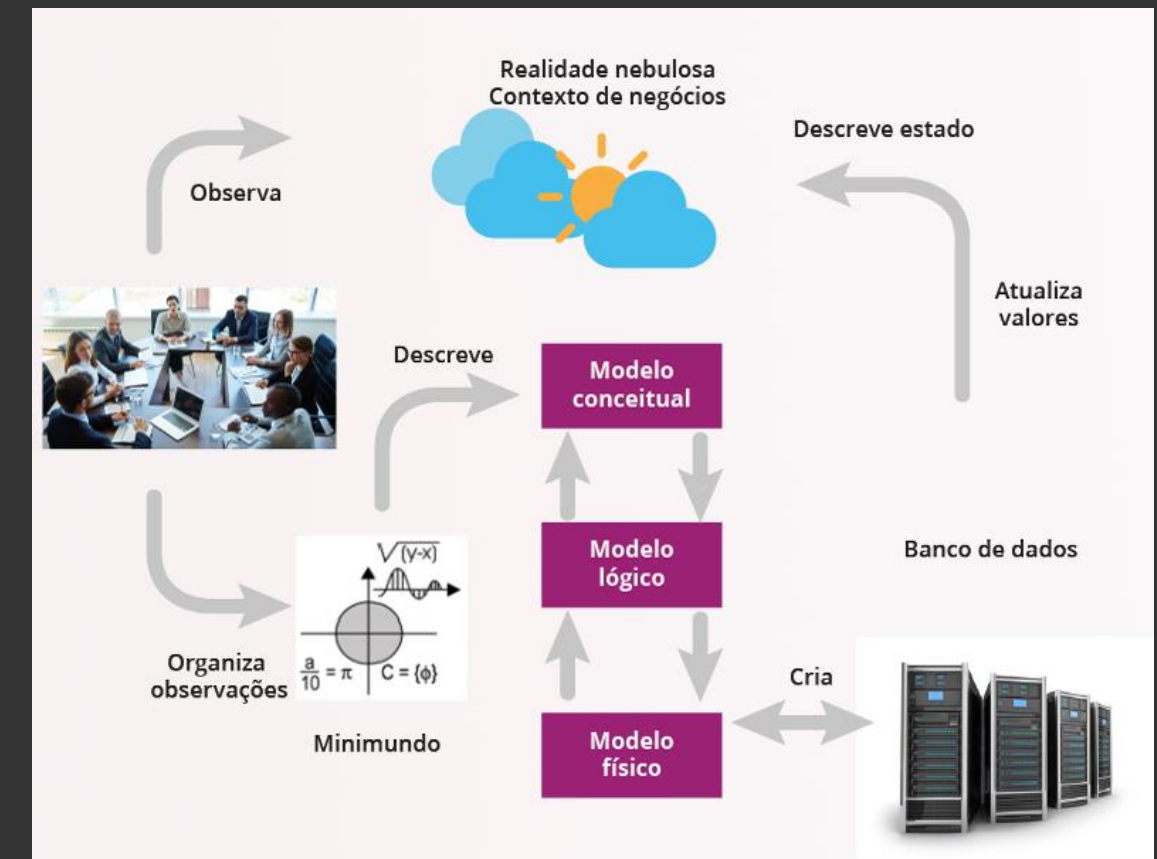 Realidade nebulosa
Contexto de negócios
Descreve estado
Observa
Atualiza
valores
Descreve
Modelo
conceitual
√(y-x)
Modelo
lógico
Banco de dados
Organiza
observações
a/10 = π
C = {ϕ}
Cria
Minimundo
Modelo
físico